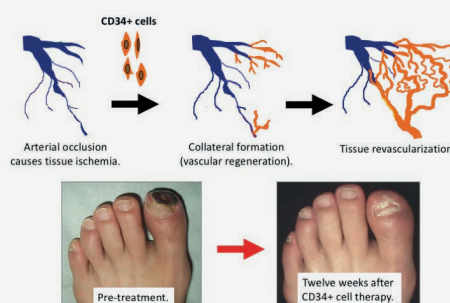 CD34+ cells
Arterial occlusion
causes tissue ischemia.
Collateral formation
(vascular regeneration).
Tissue revascularization
Pre-treatment.
Twelve weeks after
CD34+ cell therapy.